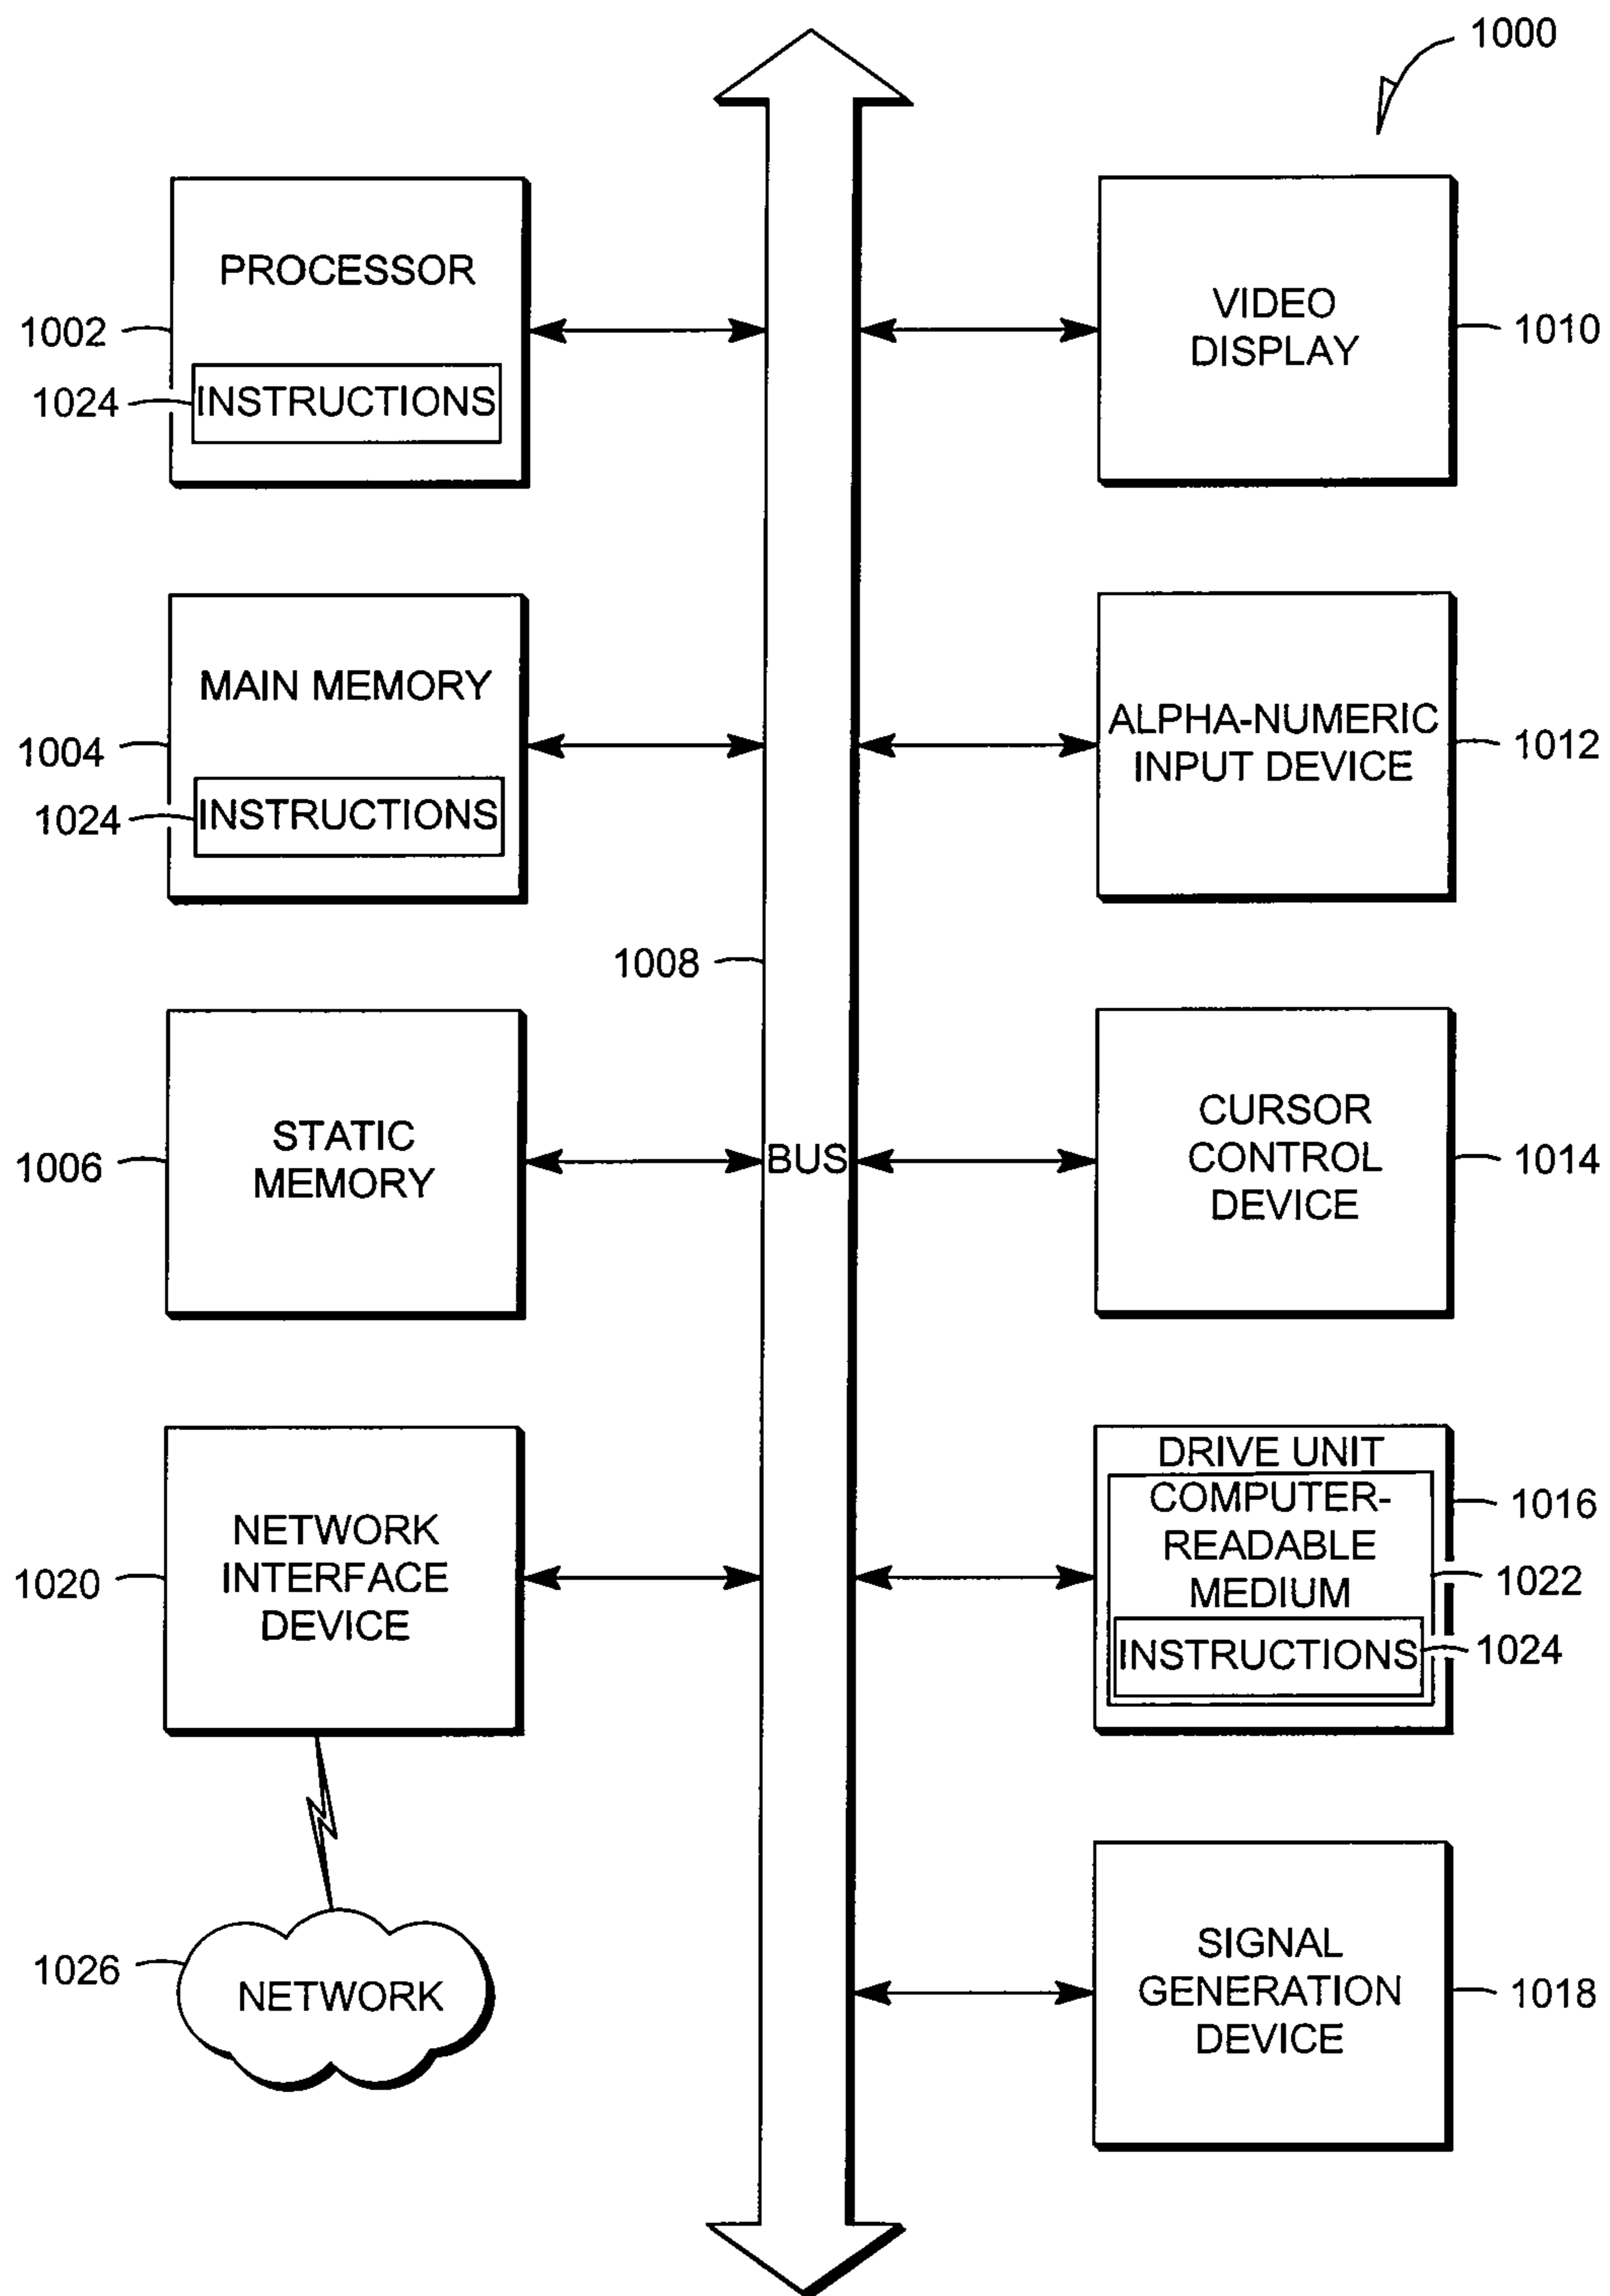 1000
PROCESSOR
1002
1024
INSTRUCTIONS
VIDEO
DISPLAY
1010
MAIN MEMORY
1004
1024
INSTRUCTIONS
ALPHA-NUMERIC
INPUT DEVICE
1012
1008
STATIC
MEMORY
1006
BUS
CURSOR
CONTROL
DEVICE
1014
NETWORK
INTERFACE
DEVICE
1020
DRIVE UNIT
COMPUTER-
READABLE
MEDIUM
INSTRUCTIONS
1016
1022
1024
1026
NETWORK
SIGNAL
GENERATION
DEVICE
1018